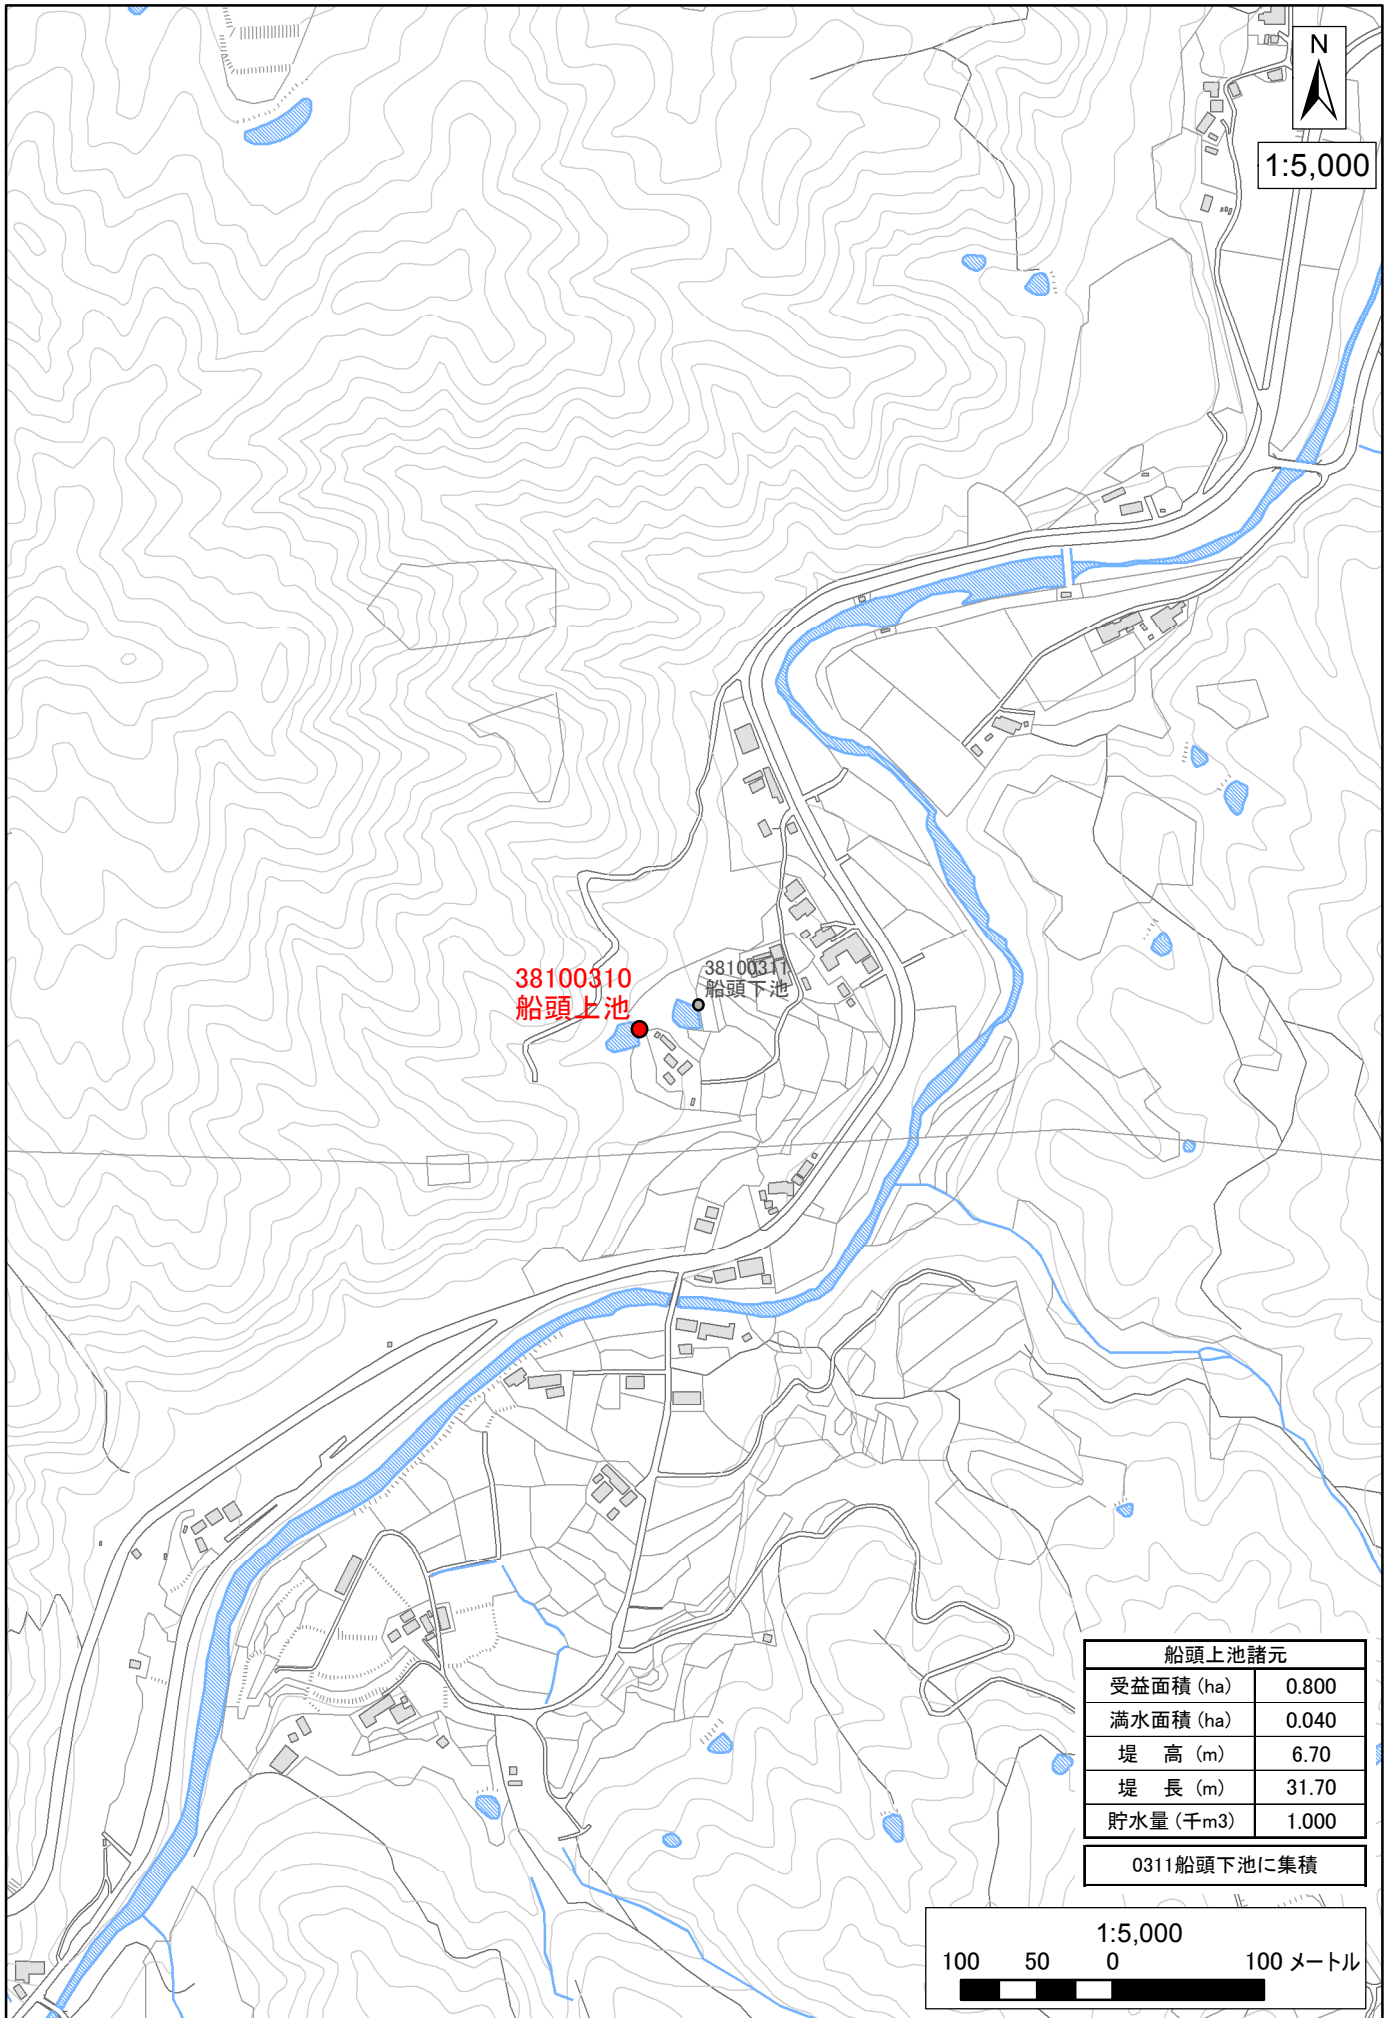 N
1:5,000
38100310
船頭上池
38100311
船頭下池
船頭上池諸元
受益面積 (ha) 0.800
満水面積 (ha) 0.040
堤 高 (m) 6.70
堤 長 (m) 31.70
貯水量 (千m3) 1.000
0311船頭下池に集積
1:5,000
100 50 0 100 メートル